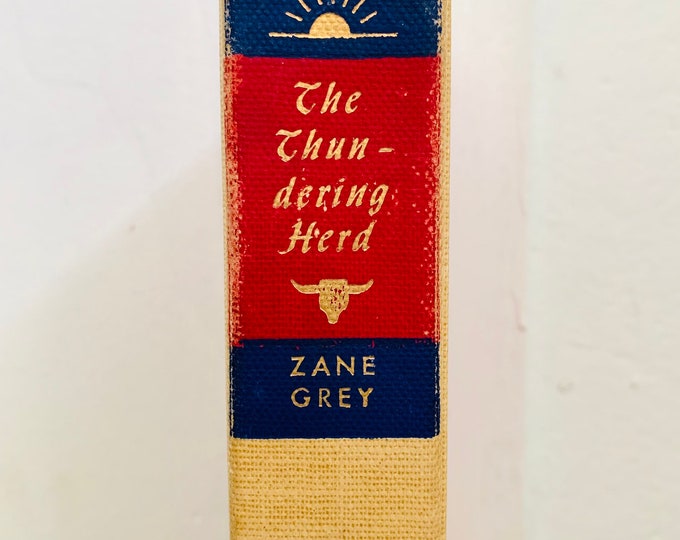 The
Thun-
dering
Herd
ZANE
GREY